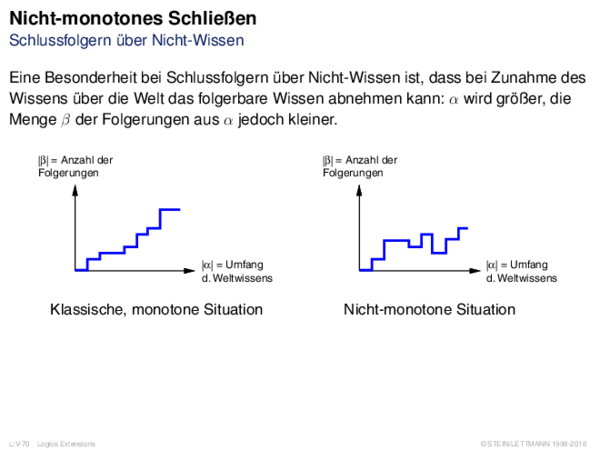 Nicht-monotones Schließen
Schlussfolgern über Nicht-Wissen
Eine Besonderheit bei Schlussfolgern über Nicht-Wissen ist, dass bei Zunahme des
Wissens über die Welt das folgerbare Wissen abnehmen kann: α wird größer, die
Menge β der Folgerungen aus α jedoch kleiner.
|β| = Anzahl der
Folgerungen
|α| = Umfang
d. Weltwissens
Klassische, monotone Situation
|β| = Anzahl der
Folgerungen
|α| = Umfang
d. Weltwissens
Nicht-monotone Situation
L:V-70 Logics Extensions
© STEIN/LETTMANN 1998-2018